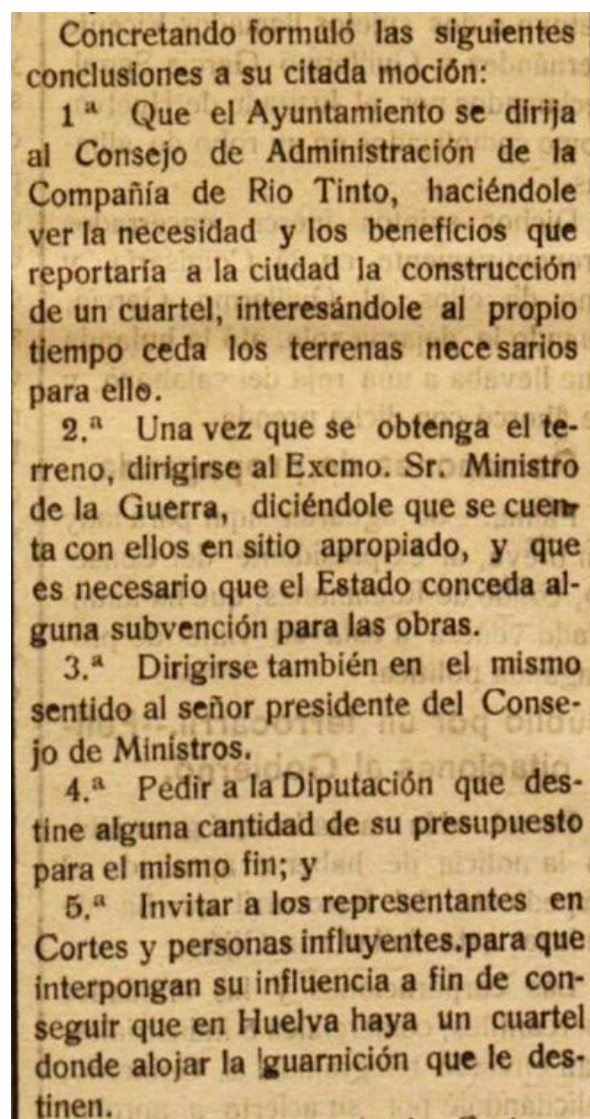 Concretando formuló las siguientes
conclusiones a su citada moción:
1ª Que el Ayuntamiento se dirija
al Consejo de Administración de la
Compañía de Rio Tinto, haciéndole
ver la necesidad y los beneficios que
reportaría a la ciudad la construcción
de un cuartel, interesándole al propio
tiempo ceda los terrenas nece sarios
para ello.
2.ª Una vez que se obtenga el te-
rreno, dirigirse al Excmo. Sr. Ministro
de la Guerra, diciéndole que se cuen-
ta con ellos en sitio apropiado, y que
es necesario que el Estado conceda al-
guna subvención para las obras.
3.ª Dirigirse también en el mismo
sentido al señor presidente del Conse-
jo de Ministros.
4.ª Pedir a la Diputación que des-
tine alguna cantidad de su presupuesto
para el mismo fin; y
5.ª Invitar a los representantes en
Cortes y personas influyentes.para que
interpongan su influencia a fin de con-
seguir que en Huelva haya un cuartel
donde alojar la guarnición que le des-
tinen.